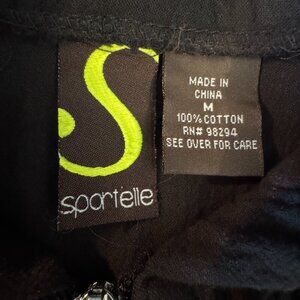 S
sportelle
MADE IN
CHINA
M
100% COTTON
RN# 98294
SEE OVER FOR CARE